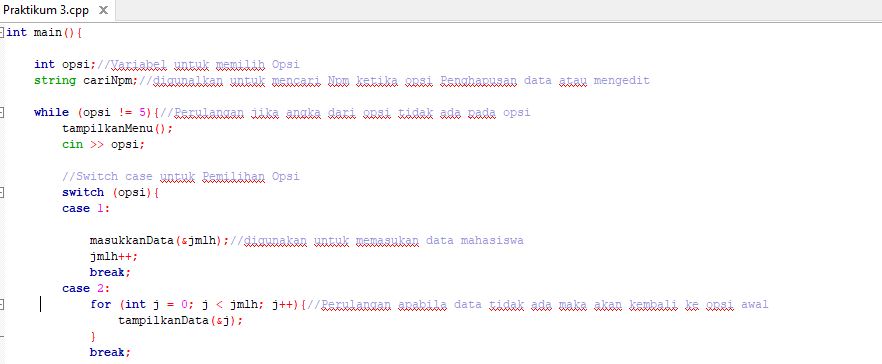 Praktikum 3.cpp
int main(){
int opsi;//Variabel untuk memilih Opsi
string cariNpm;//digunalkan untuk mencari Npm ketika opsi Penghapusan data atau mengedit
while (opsi != 5){//Perulangan jika angka dari opsi tidak ada pada opsi
tampilkanMenu();
cin >> opsi;
//Switch case untuk Pemilihan Opsi
switch (opsi){
case 1:
masukkanData(&jmlh);//digunakan untuk memasukan data mahasiswa
jmlh++;
break;
case 2:
for (int j = 0; j < jmlh; j++){//Perulangan apabila data tidak ada maka akan kembali ke opsi awal
tampilkanData(&j);
}
break;